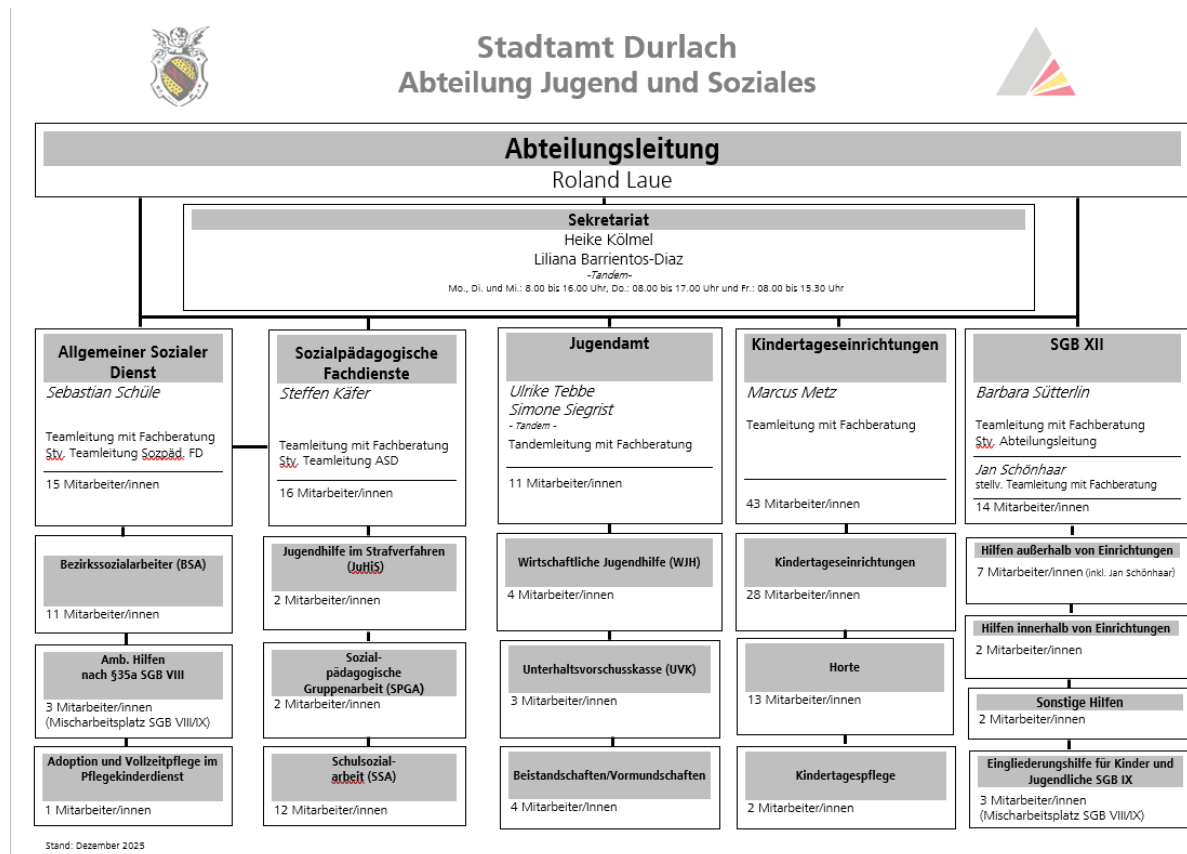 Stadtamt Durlach
Abteilung Jugend und Soziales
Abteilungsleitung
Roland Laue
Sekretariat
Heike Kölmel
Liliana Barrientos-Diaz
-Tandem-
Mo., Di. und Mi.: 8.00 bis 16.00 Uhr, Do.: 08.00 bis 17.00 Uhr und Fr.: 08.00 bis 15.30 Uhr
Allgemeiner Sozialer
Dienst
Sebastian Schüle
Teamleitung mit Fachberatung
Stv. Teamleitung Sozpäd. FD
15 Mitarbeiter/innen
Bezirkssozialarbeiter (BSA)
11 Mitarbeiter/innen
Amb. Hilfen
nach §35a SGB VIII
3 Mitarbeiter/innen
(Mischarbeitsplatz SGB VIII/IX)
Adoption und Vollzeitpflege im
Pflegekinderdienst
1 Mitarbeiter/innen
Sozialpädagogische
Fachdienste
Steffen Käfer
Teamleitung mit Fachberatung
Stv. Teamleitung ASD
16 Mitarbeiter/innen
Jugendhilfe im Strafverfahren
(JuHiS)
2 Mitarbeiter/innen
Sozial-
pädagogische
Gruppenarbeit (SPGA)
2 Mitarbeiter/innen
Schulsozial-
arbeit (SSA)
12 Mitarbeiter/innen
Jugendamt
Ulrike Tebbe
Simone Siegrist
- Tandem -
Tandemleitung mit Fachberatung
11 Mitarbeiter/innen
Wirtschaftliche Jugendhilfe (WJH)
4 Mitarbeiter/innen
Unterhaltsvorschusskasse (UVK)
3 Mitarbeiter/innen
Beistandschaften/Vormundschaften
4 Mitarbeiter/Innen
Kindertageseinrichtungen
Marcus Metz
Teamleitung mit Fachberatung
43 Mitarbeiter/innen
Kindertageseinrichtungen
28 Mitarbeiter/innen
Horte
13 Mitarbeiter/innen
Kindertagespflege
2 Mitarbeiter/innen
SGB XII
Barbara Sütterlin
Teamleitung mit Fachberatung
Stv. Abteilungsleitung
Jan Schönhaar
stellv. Teamleitung mit Fachberatung
14 Mitarbeiter/innen
Hilfen außerhalb von Einrichtungen
7 Mitarbeiter/innen (inkl. Jan Schönhaar)
Hilfen innerhalb von Einrichtungen
2 Mitarbeiter/innen
Sonstige Hilfen
2 Mitarbeiter/innen
Eingliederungshilfe für Kinder und
Jugendliche SGB IX
3 Mitarbeiter/innen
(Mischarbeitsplatz SGB VIII/IX)
Stand: Dezember 2025